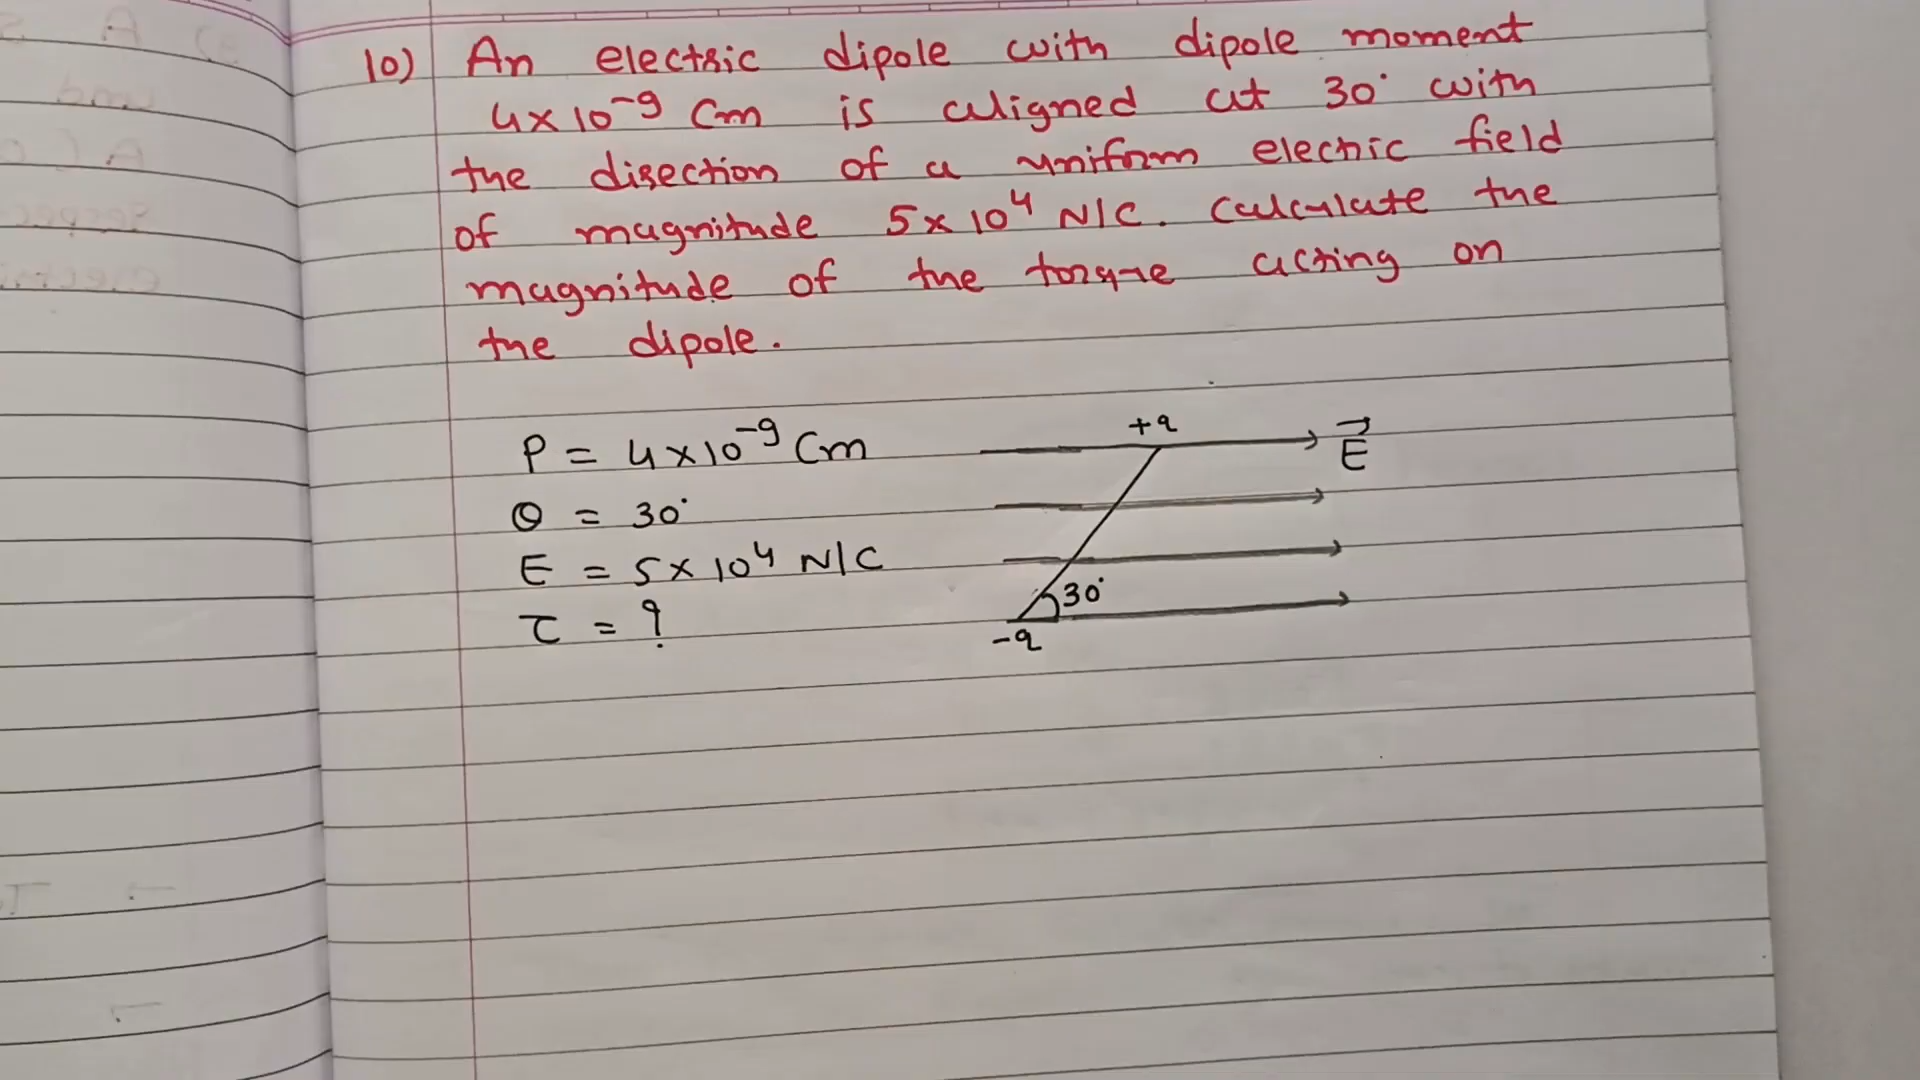 10) An electric dipole with dipole moment
4×10⁻⁹ Cm is aligned at 30° with
the direction of a uniform electric field
of magnitude 5×10⁴ N/C. Calculate the
magnitude of the torque acting on
the dipole.
P = 4×10⁻⁹ Cm
θ = 30°
E = 5×10⁴ N/C
τ = ?
+q
E⃗
30°
-q